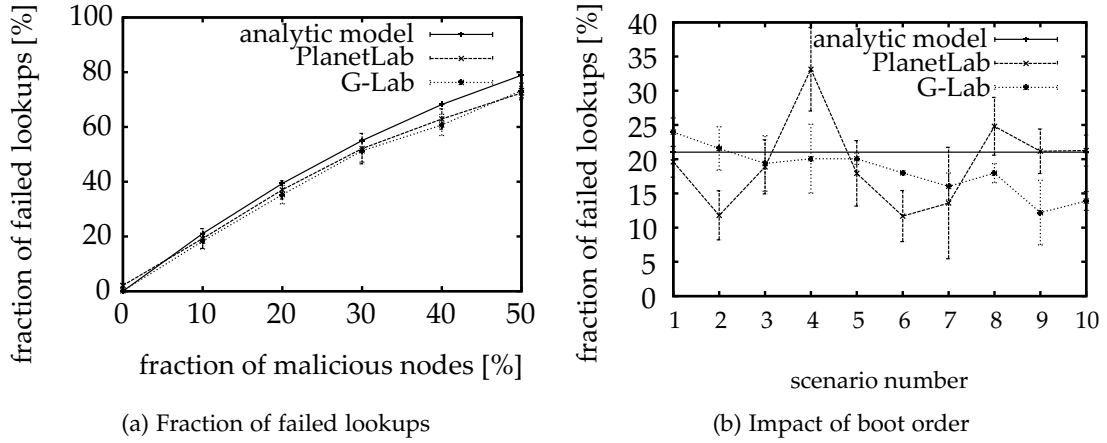 fraction of failed lookups [%]
100
80
60
40
20
0
analytic model
PlanetLab
G-Lab
0 10 20 30 40 50
fraction of malicious nodes [%]
(a) Fraction of failed lookups
fraction of failed lookups [%]
40
35
30
25
20
15
10
5
0
analytic model
PlanetLab
G-Lab
1 2 3 4 5 6 7 8 9 10
scenario number
(b) Impact of boot order